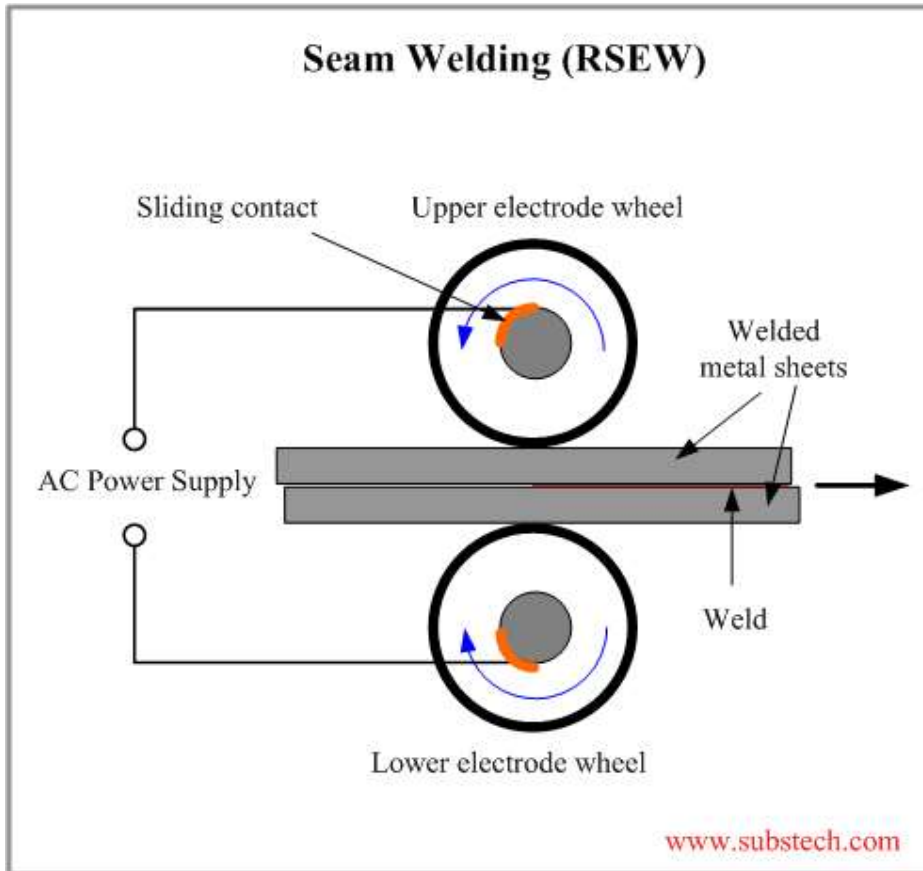 Seam Welding (RSEW)
Sliding contact
Upper electrode wheel
Welded
metal sheets
AC Power Supply
Weld
Lower electrode wheel
www.substech.com